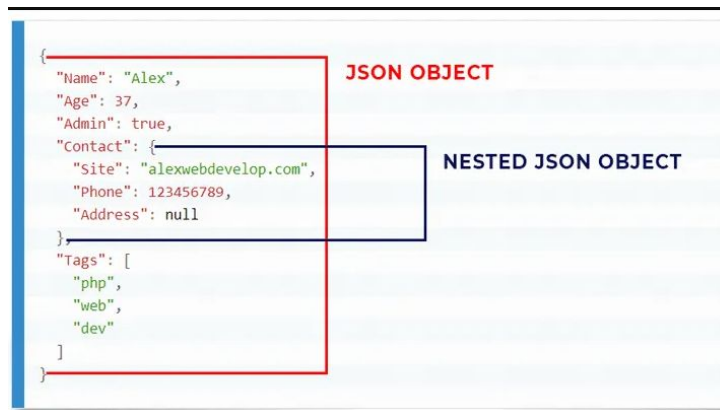 {
"Name": "Alex",
"Age": 37,
"Admin": true,
"Contact": {
"Site": "alexwebdevelop.com",
"Phone": 123456789,
"Address": null
},
"Tags": [
"php",
"web",
"dev"
]
}
JSON OBJECT
NESTED JSON OBJECT